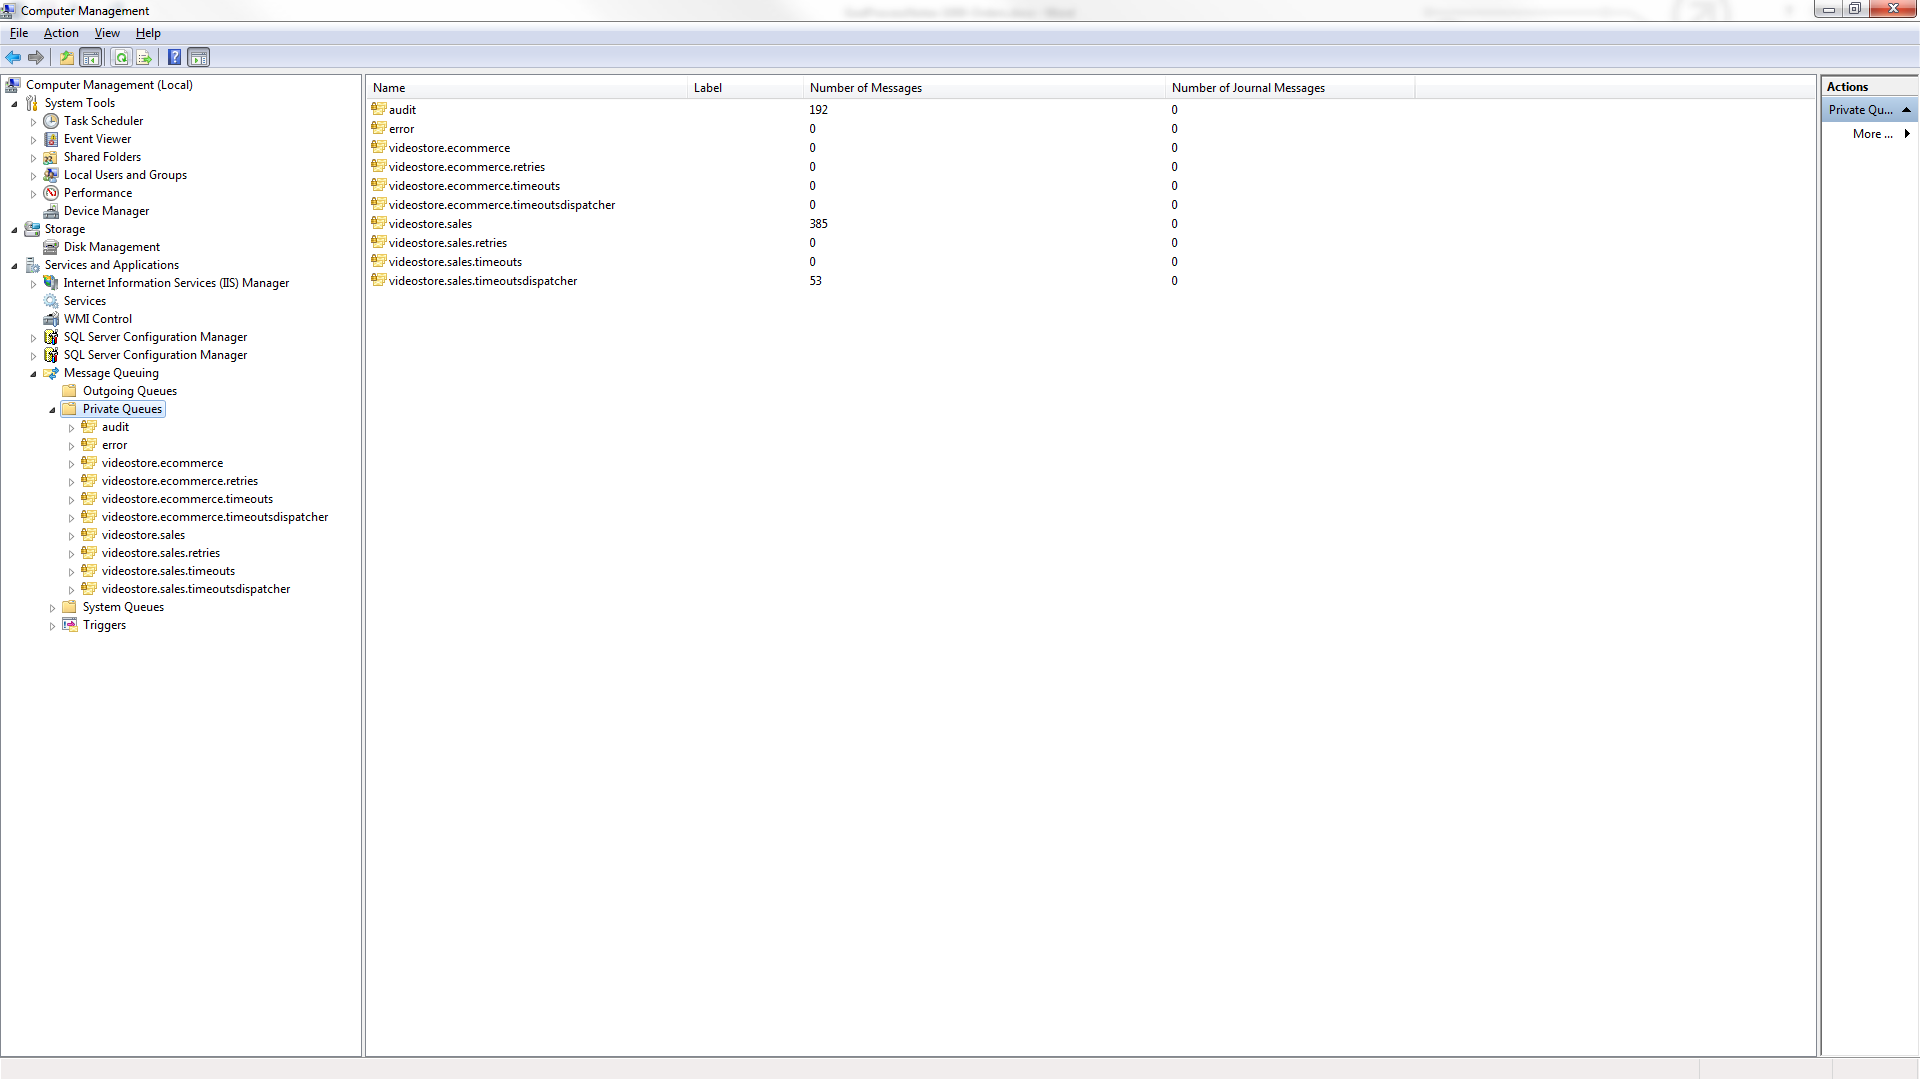 Computer Management
File Action View Help
Computer Management (Local)
System Tools
Task Scheduler
Event Viewer
Shared Folders
Local Users and Groups
Performance
Device Manager
Storage
Disk Management
Services and Applications
Internet Information Services (IIS) Manager
Services
WMI Control
SQL Server Configuration Manager
SQL Server Configuration Manager
Message Queuing
Outgoing Queues
Private Queues
audit
error
videostore.ecommerce
videostore.ecommerce.retries
videostore.ecommerce.timeouts
videostore.ecommerce.timeoutsdispatcher
videostore.sales
videostore.sales.retries
videostore.sales.timeouts
videostore.sales.timeoutsdispatcher
System Queues
Triggers
Name Label Number of Messages Number of Journal Messages
audit 192 0
error 0 0
videostore.ecommerce 0 0
videostore.ecommerce.retries 0 0
videostore.ecommerce.timeouts 0 0
videostore.ecommerce.timeoutsdispatcher 0 0
videostore.sales 385 0
videostore.sales.retries 0 0
videostore.sales.timeouts 0 0
videostore.sales.timeoutsdispatcher 53 0
Actions
Private Qu...
More ...